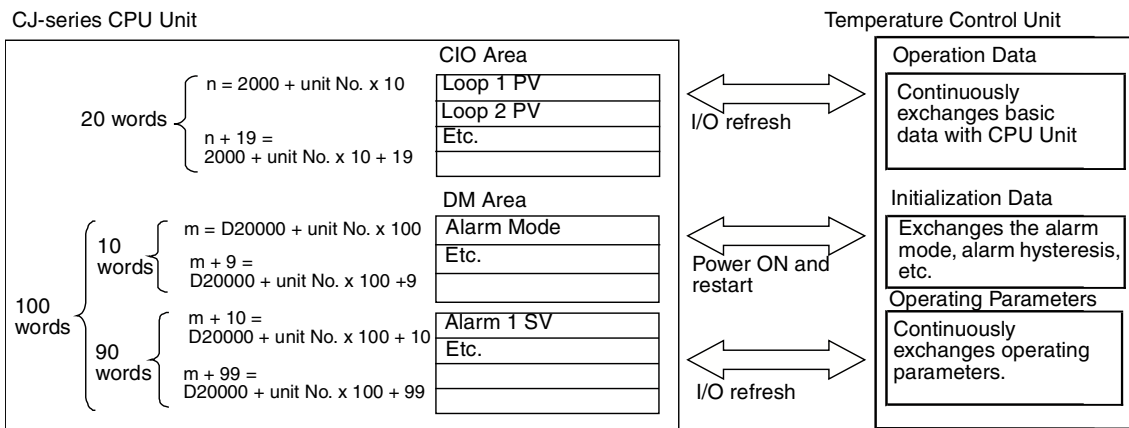 CJ-series CPU Unit
Temperature Control Unit
CIO Area
20 words
n = 2000 + unit No. x 10
n + 19 =
2000 + unit No. x 10 + 19
Loop 1 PV
Loop 2 PV
Etc.
I/O refresh
Operation Data
Continuously
exchanges basic
data with CPU Unit
DM Area
100
words
10
words
m = D20000 + unit No. x 100
m + 9 =
D20000 + unit No. x 100 +9
Alarm Mode
Etc.
Power ON and
restart
Initialization Data
Exchanges the alarm
mode, alarm hysteresis,
etc.
90
words
m + 10 =
D20000 + unit No. x 100 + 10
m + 99 =
D20000 + unit No. x 100 + 99
Alarm 1 SV
Etc.
I/O refresh
Operating Parameters
Continuously
exchanges operating
parameters.